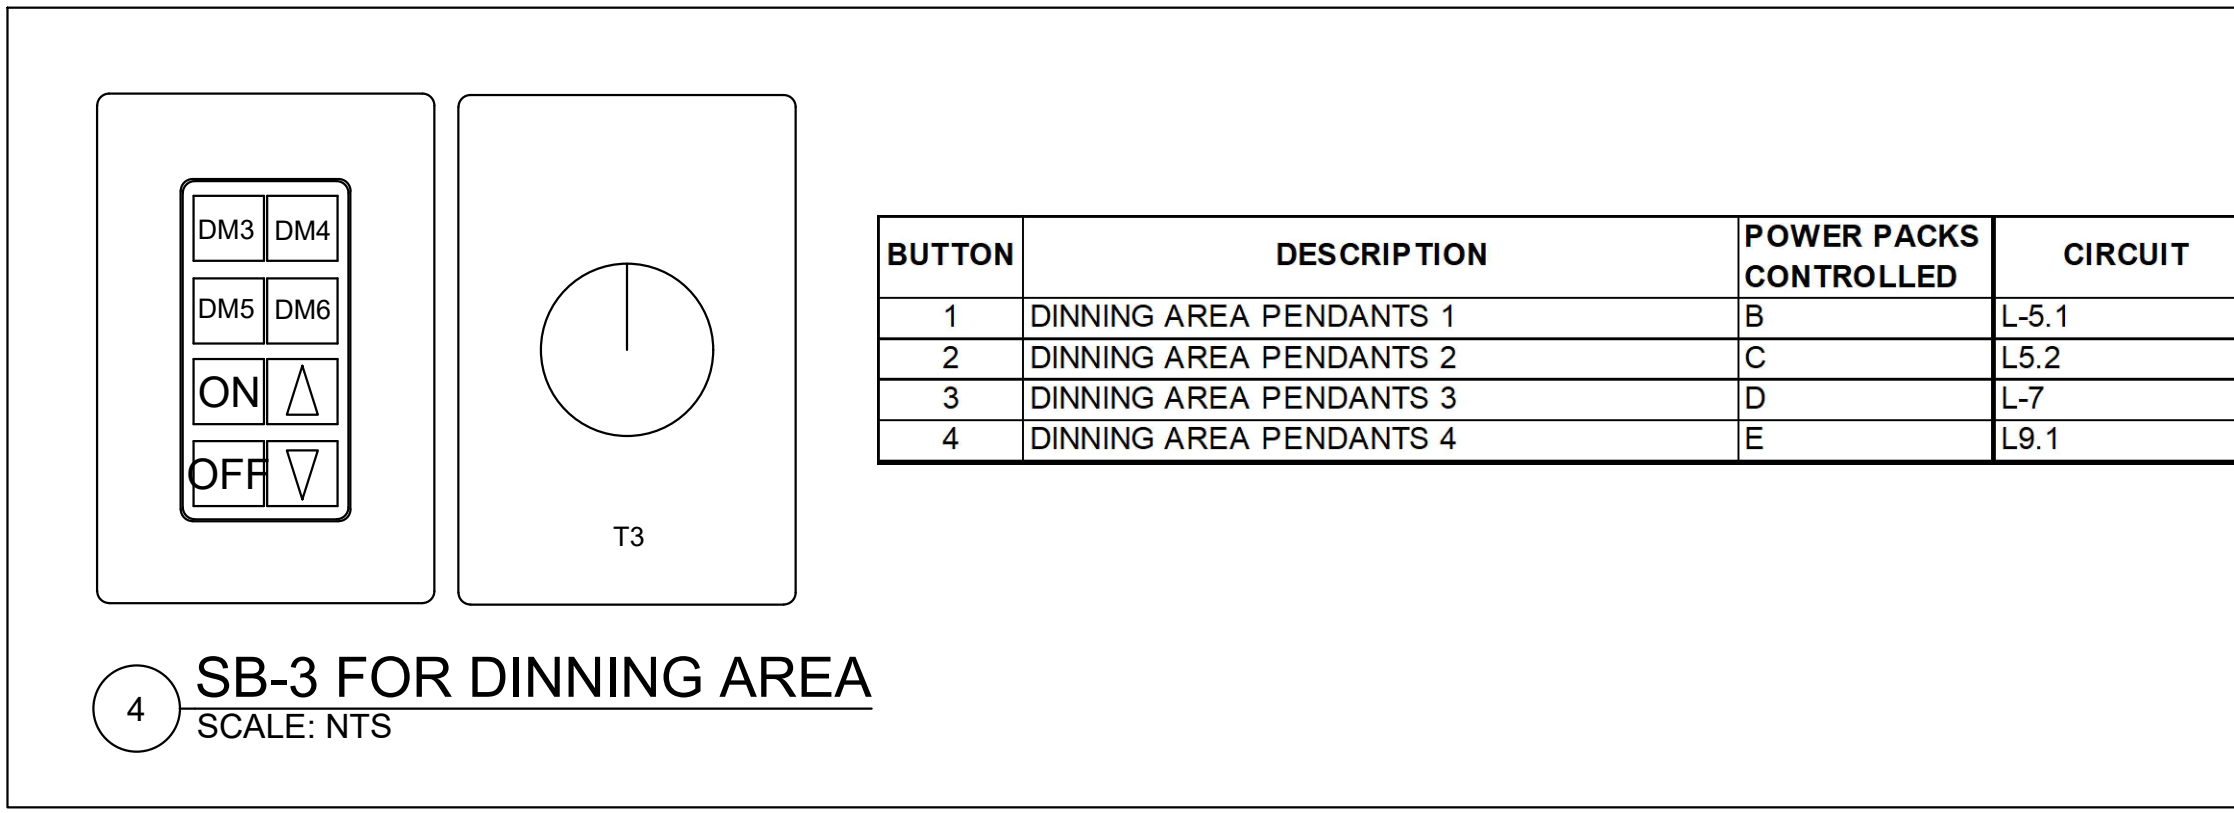 DM3 DM4
DM5 DM6
ON
OFF
T3
BUTTON DESCRIPTION POWER PACKS CONTROLLED CIRCUIT
1 DINNING AREA PENDANTS 1 B L-5.1
2 DINNING AREA PENDANTS 2 C L5.2
3 DINNING AREA PENDANTS 3 D L-7
4 DINNING AREA PENDANTS 4 E L9.1
4 SB-3 FOR DINNING AREA
SCALE: NTS